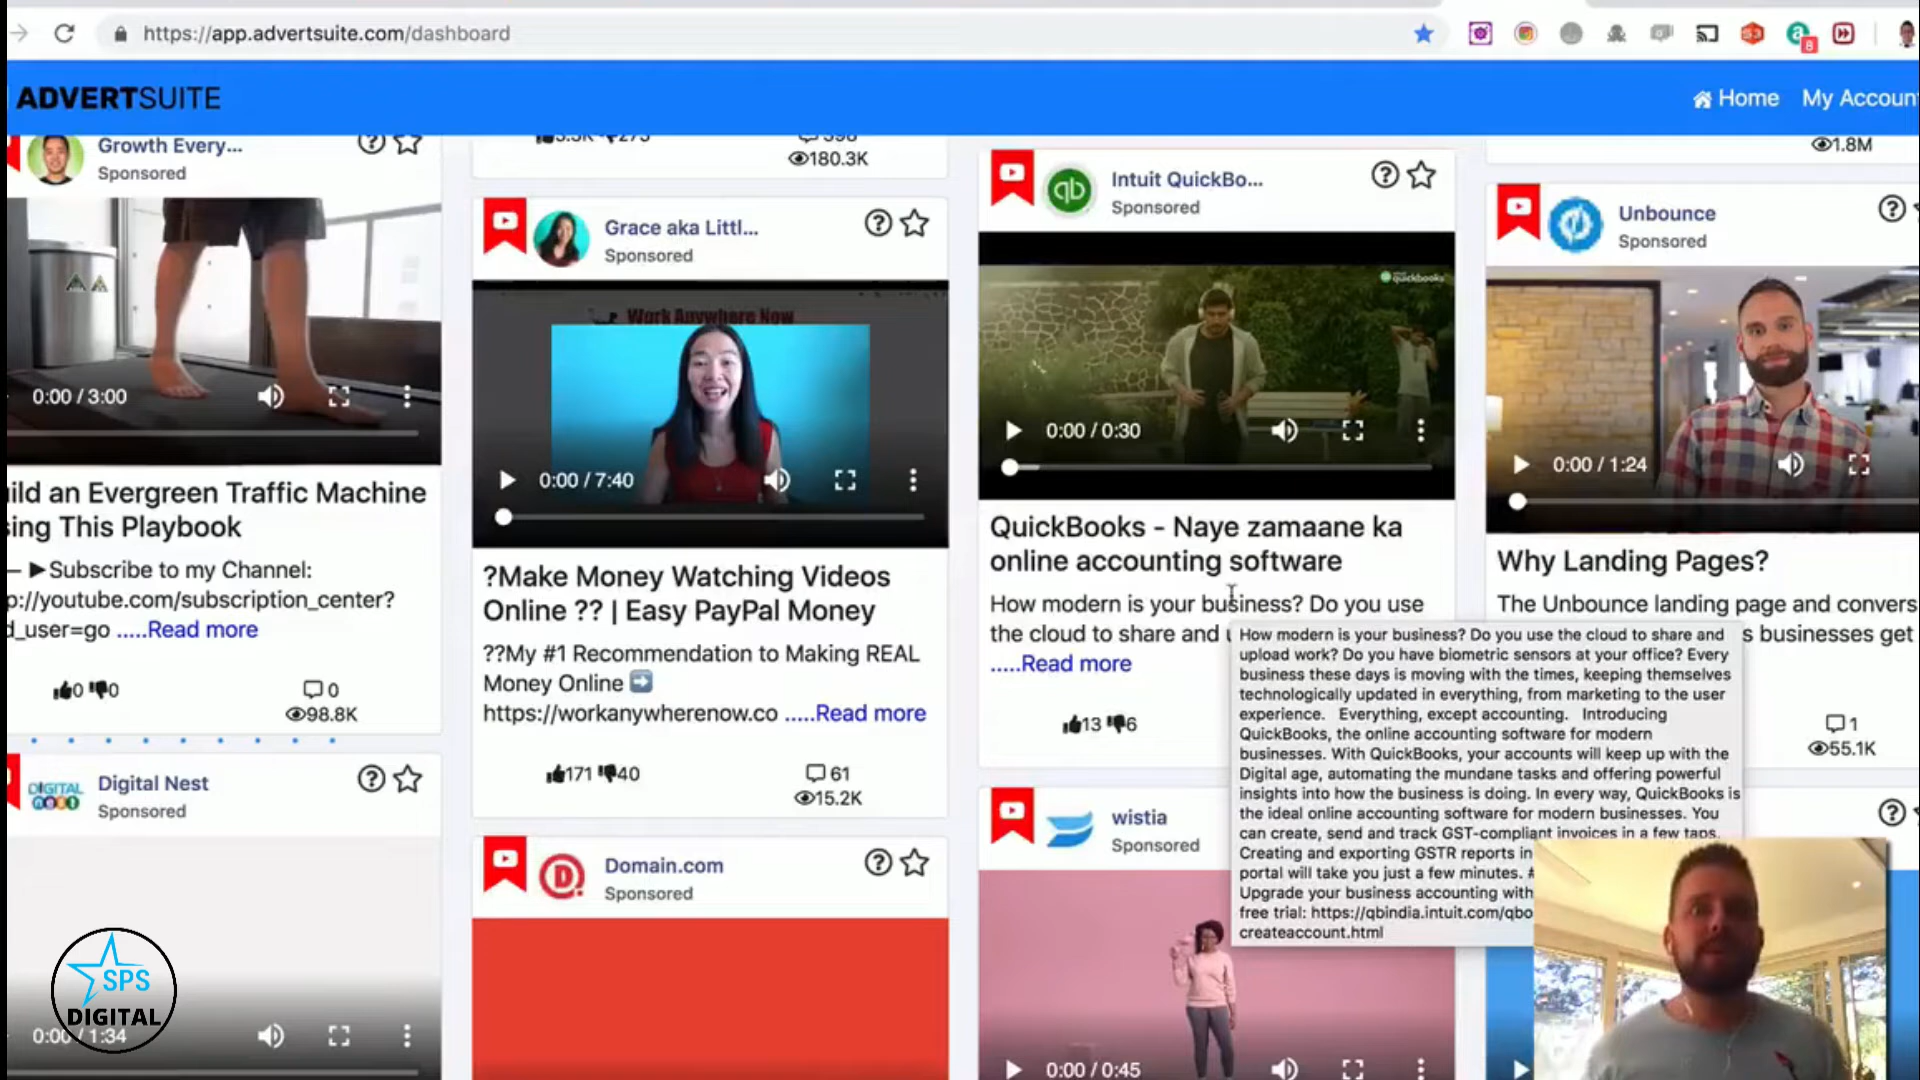 https://app.advertsuite.com/dashboard
8
ADVERTSUITE
Home
My Accoun
Growth Every...
Sponsored
0:00 / 3:00
ild an Evergreen Traffic Machine
sing This Playbook
— ▶Subscribe to my Channel:
p://youtube.com/subscription_center?
d_user=go .....Read more
0 0
0
98.8K
DIGITAL
nest
Digital Nest
Sponsored
0:00 / 1:34
SPS
DIGITAL
180.3K
Grace aka Littl...
Sponsored
Work Anywhere Now
0:00 / 7:40
?Make Money Watching Videos
Online ?? | Easy PayPal Money
??My #1 Recommendation to Making REAL
Money Online ➡
https://workanywherenow.co .....Read more
171 40
61
15.2K
Domain.com
Sponsored
qb
Intuit QuickBo...
Sponsored
quickbooks
0:00 / 0:30
QuickBooks - Naye zamaane ka
online accounting software
How modern is your business? Do you use
the cloud to share and
.....Read more
13 6
How modern is your business? Do you use the cloud to share and
upload work? Do you have biometric sensors at your office? Every
business these days is moving with the times, keeping themselves
technologically updated in everything, from marketing to the user
experience. Everything, except accounting. Introducing
QuickBooks, the online accounting software for modern
businesses. With QuickBooks, your accounts will keep up with the
Digital age, automating the mundane tasks and offering powerful
insights into how the business is doing. In every way, QuickBooks is
the ideal online accounting software for modern businesses. You
can create, send and track GST-compliant invoices in a few taps.
Creating and exporting GSTR reports in
portal will take you just a few minutes. #
Upgrade your business accounting with
free trial: https://qbindia.intuit.com/qbo
createaccount.html
wistia
Sponsored
0:00 / 0:45
1.8M
Unbounce
Sponsored
0:00 / 1:24
Why Landing Pages?
The Unbounce landing page and convers
s businesses get
1
55.1K